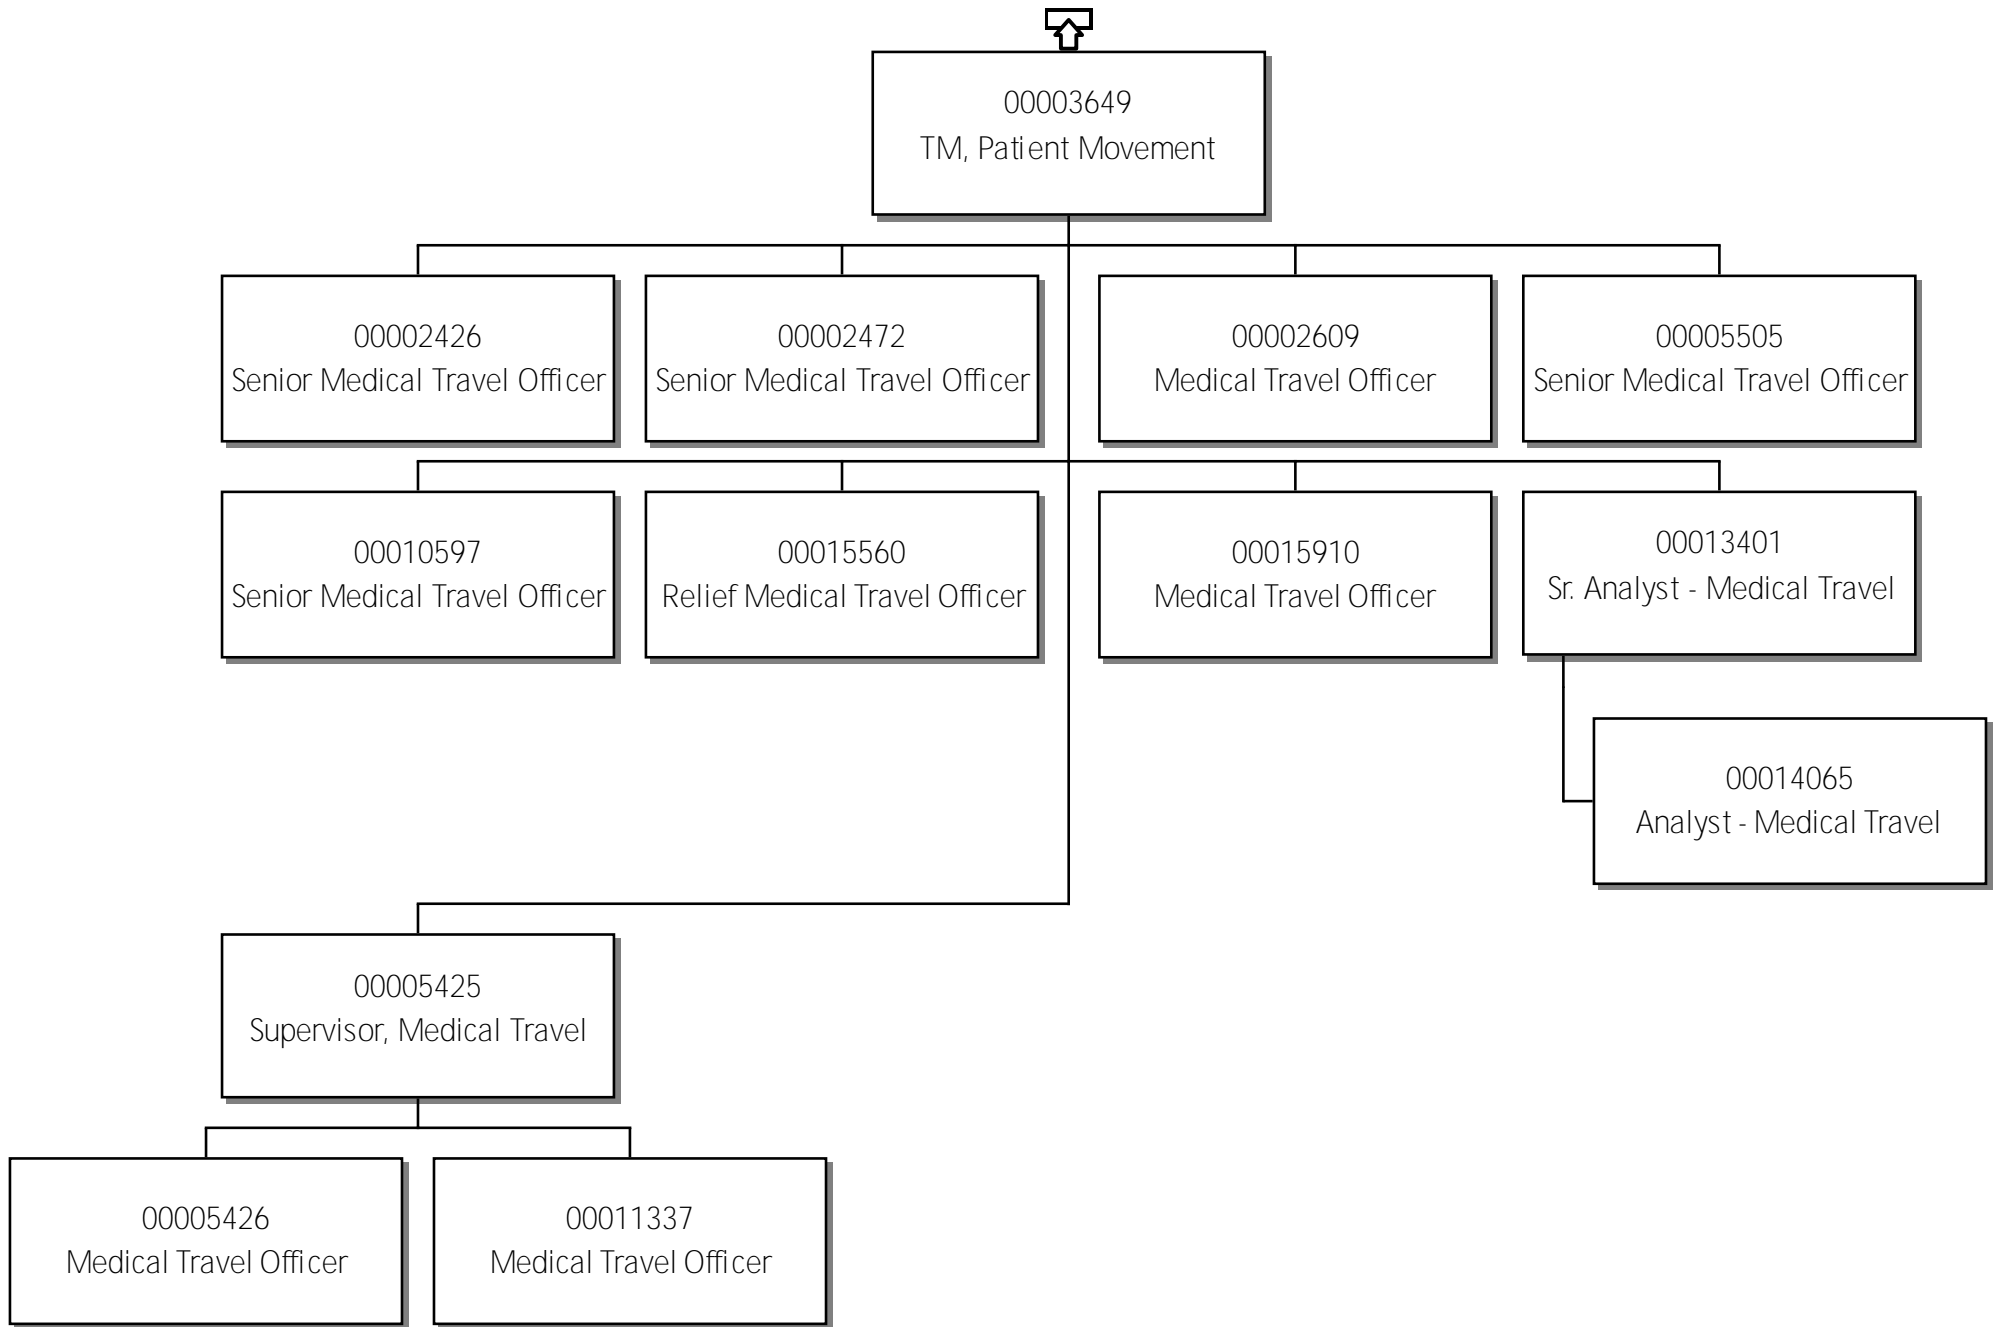 00003649
TM, Patient Movement
00002426
Senior Medical Travel Officer
00002472
Senior Medical Travel Officer
00002609
Medical Travel Officer
00005505
Senior Medical Travel Officer
00010597
Senior Medical Travel Officer
00015560
Relief Medical Travel Officer
00015910
Medical Travel Officer
00013401
Sr. Analyst - Medical Travel
00014065
Analyst - Medical Travel
00005425
Supervisor, Medical Travel
00005426
Medical Travel Officer
00011337
Medical Travel Officer